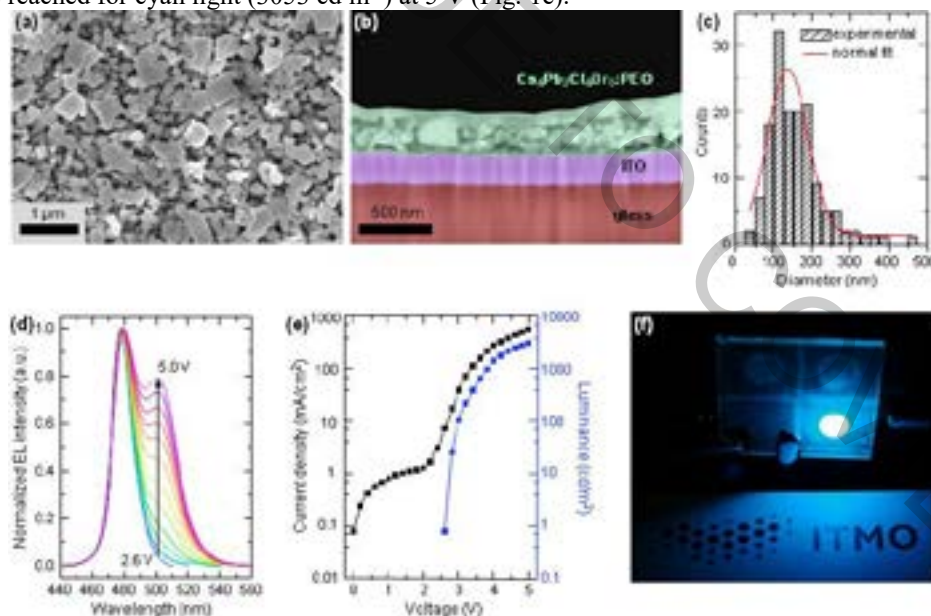 reached for cyan light (3055 cd m⁻²) at 5 V (Fig. 1e).
(a)
1 µm
(b)
:PEO
ITO
500 nm
glass
(c)
experimental
normal fit
Counts
30
20
10
0
0 100 200 300 400 500
Diameter (nm)
(d)
Normalized EL intensity (a.u.)
1.0
0.8
0.6
0.4
0.2
0.0
5.0 V
2.6 V
440 460 480 500 520 540 560
Wavelength (nm)
(e)
Current density (mA/cm²)
1000
100
10
1
0.1
0.01
0 1 2 3 4 5
Voltage (V)
10000
1000
100
10
1
0.1
Luminance (cd/m²)
(f)
ITMO